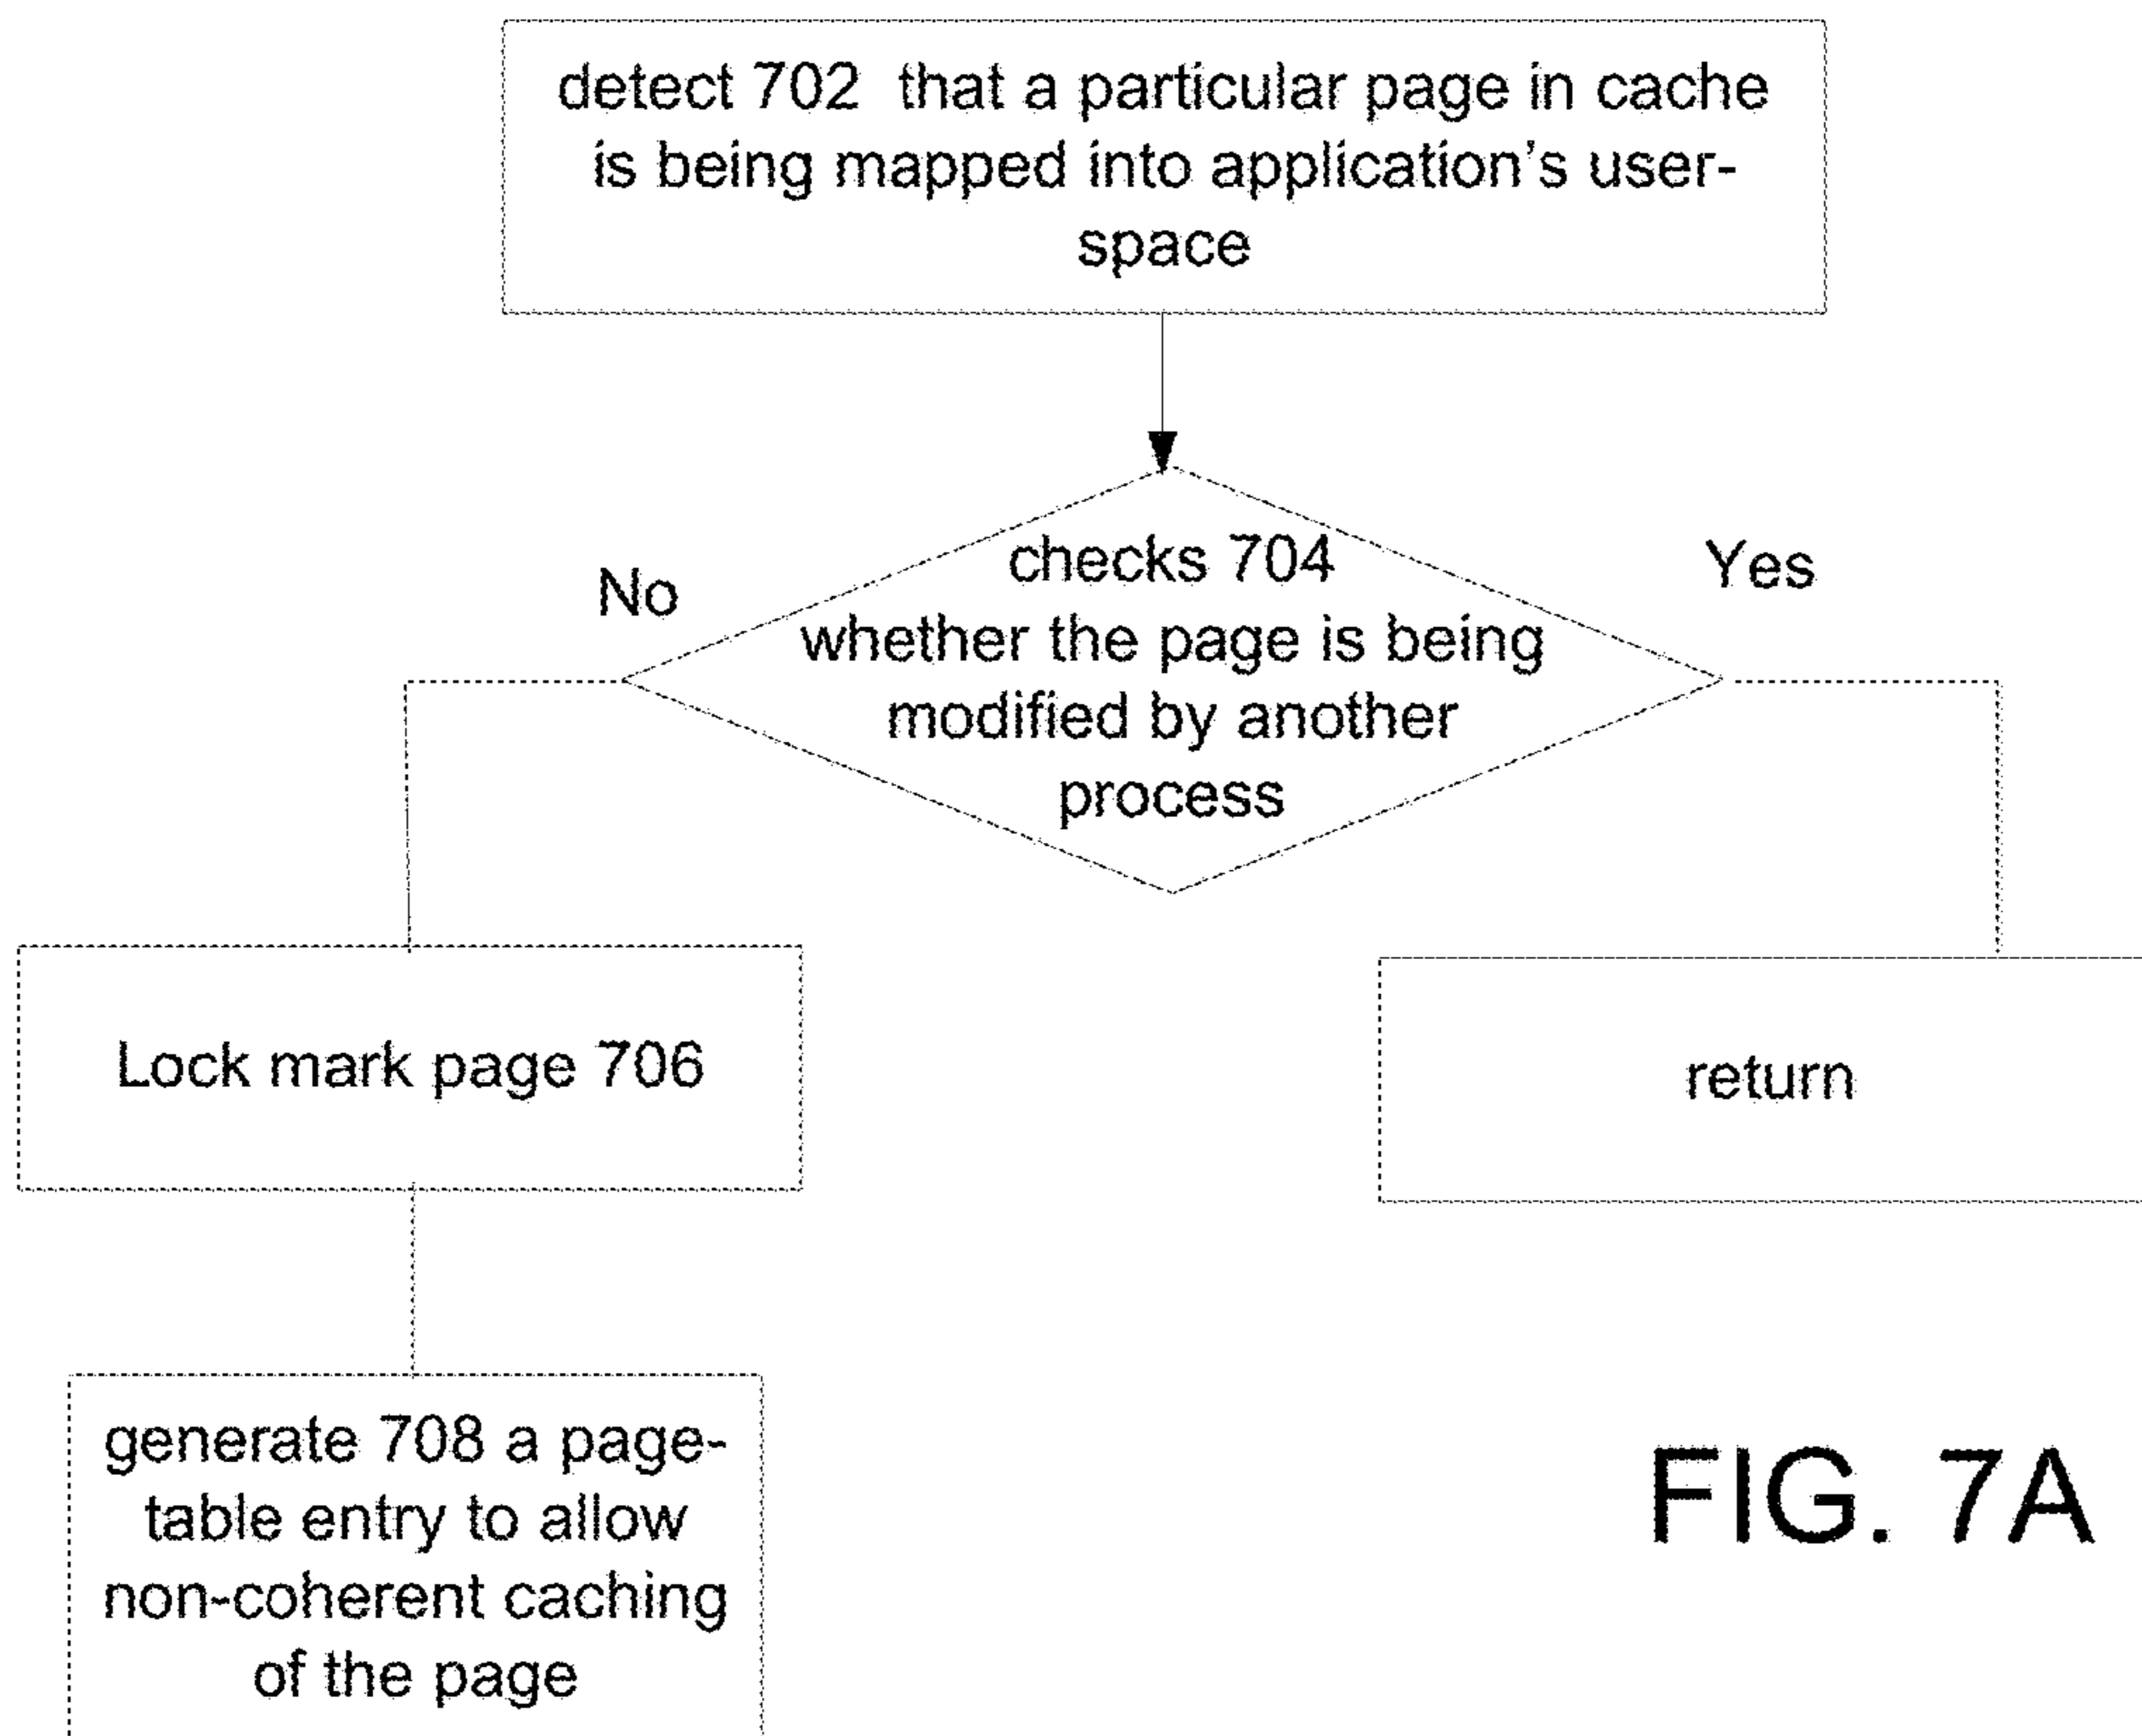 detect 702 that a particular page in cache
is being mapped into application's user-
space
checks 704
whether the page is being
modified by another
process
No
Yes
Lock mark page 706
return
generate 708 a page-
table entry to allow
non-coherent caching
of the page
FIG. 7A